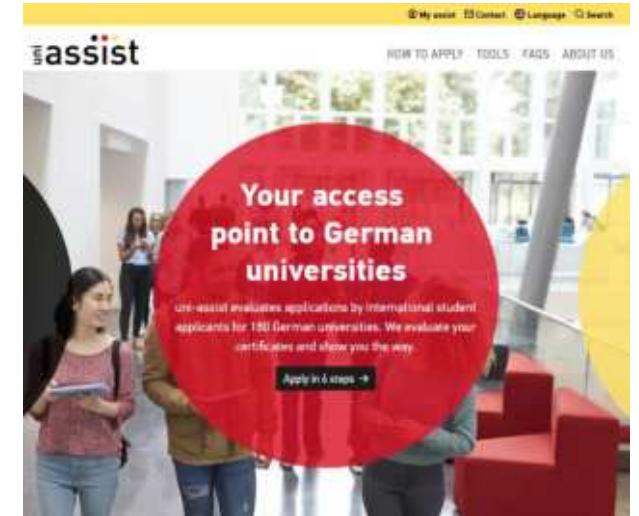 My assist Contact Language Search
uni assist
HOW TO APPLY TOOLS FAQS ABOUT US
Your access
point to German
universities
uni-assist evaluates applications by international student
applicants for 180 German universities. We evaluate your
certificates and show you the way.
Apply in 6 steps →